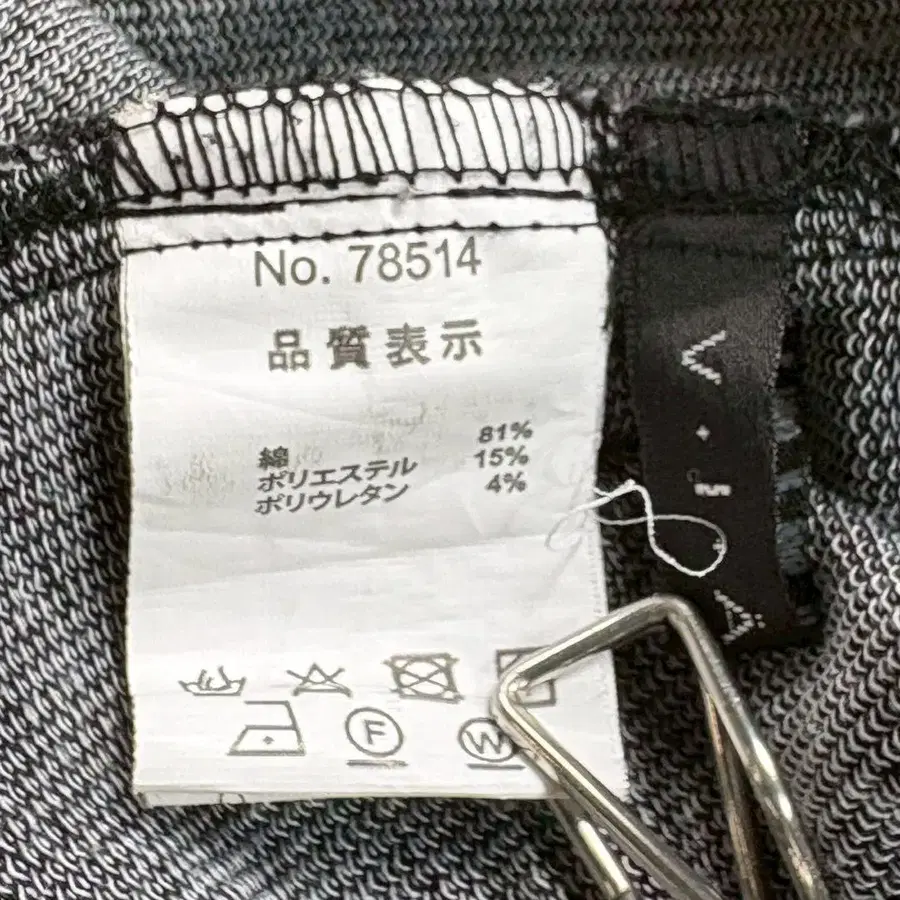 No. 78514
品質表示
綿 81%
ポリエステル 15%
ポリウレタン 4%
F
W